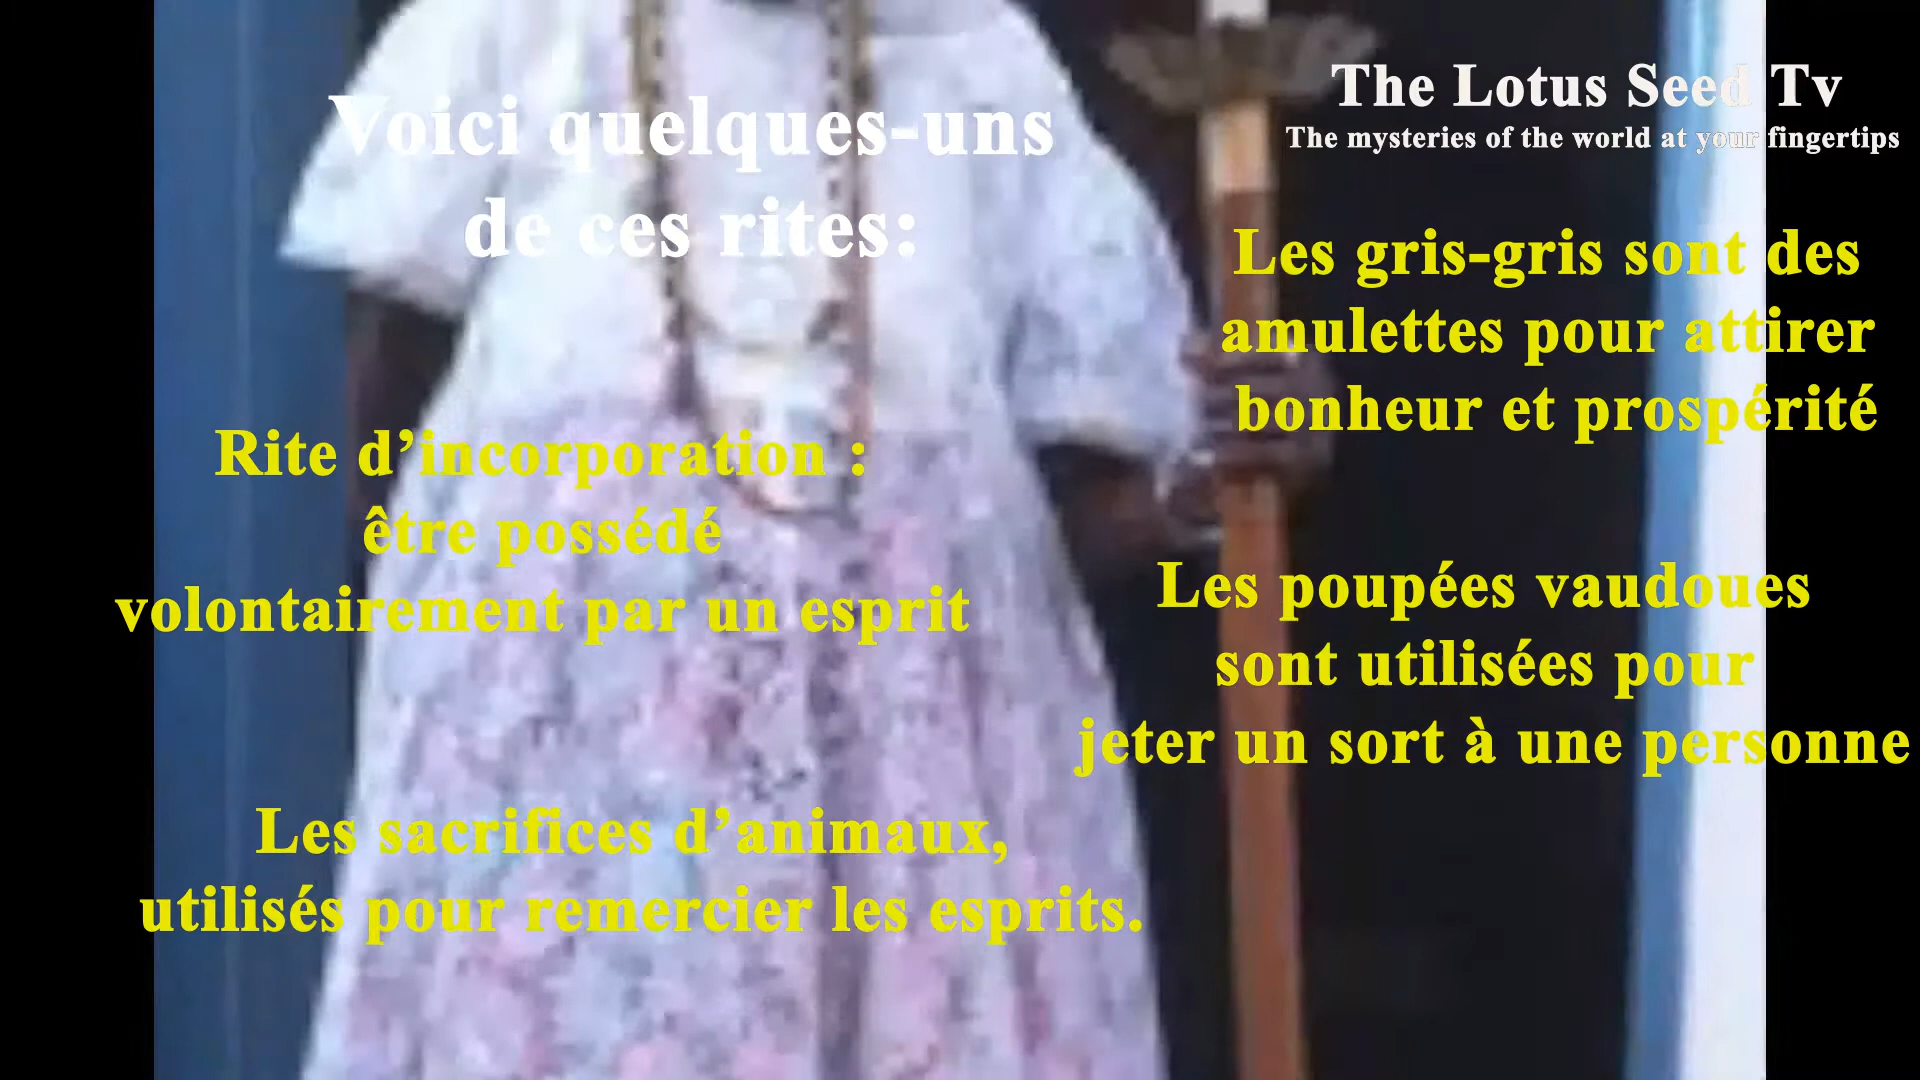 Voici quelques-uns
de ces rites:
The Lotus Seed Tv
The mysteries of the world at your fingertips
Les gris-gris sont des
amulettes pour attirer
bonheur et prospérité
Rite d’incorporation :
être possédé
volontairement par un esprit
Les poupées vaudoues
sont utilisées pour
jeter un sort à une personne
Les sacrifices d’animaux,
utilisés pour remercier les esprits.